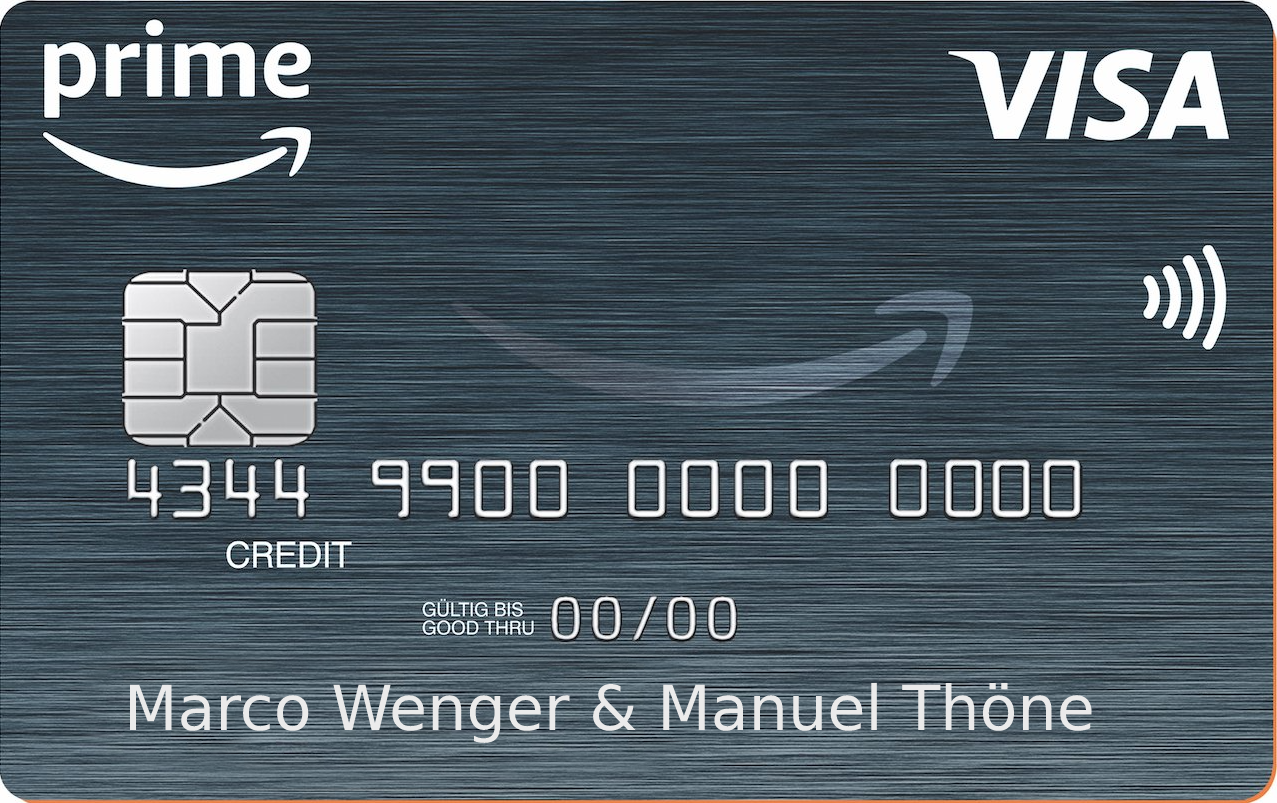 prime
VISA
4344 9900 0000 0000
CREDIT
GÜLTIG BIS
GOOD THRU 00/00
Marco Wenger & Manuel Thöne